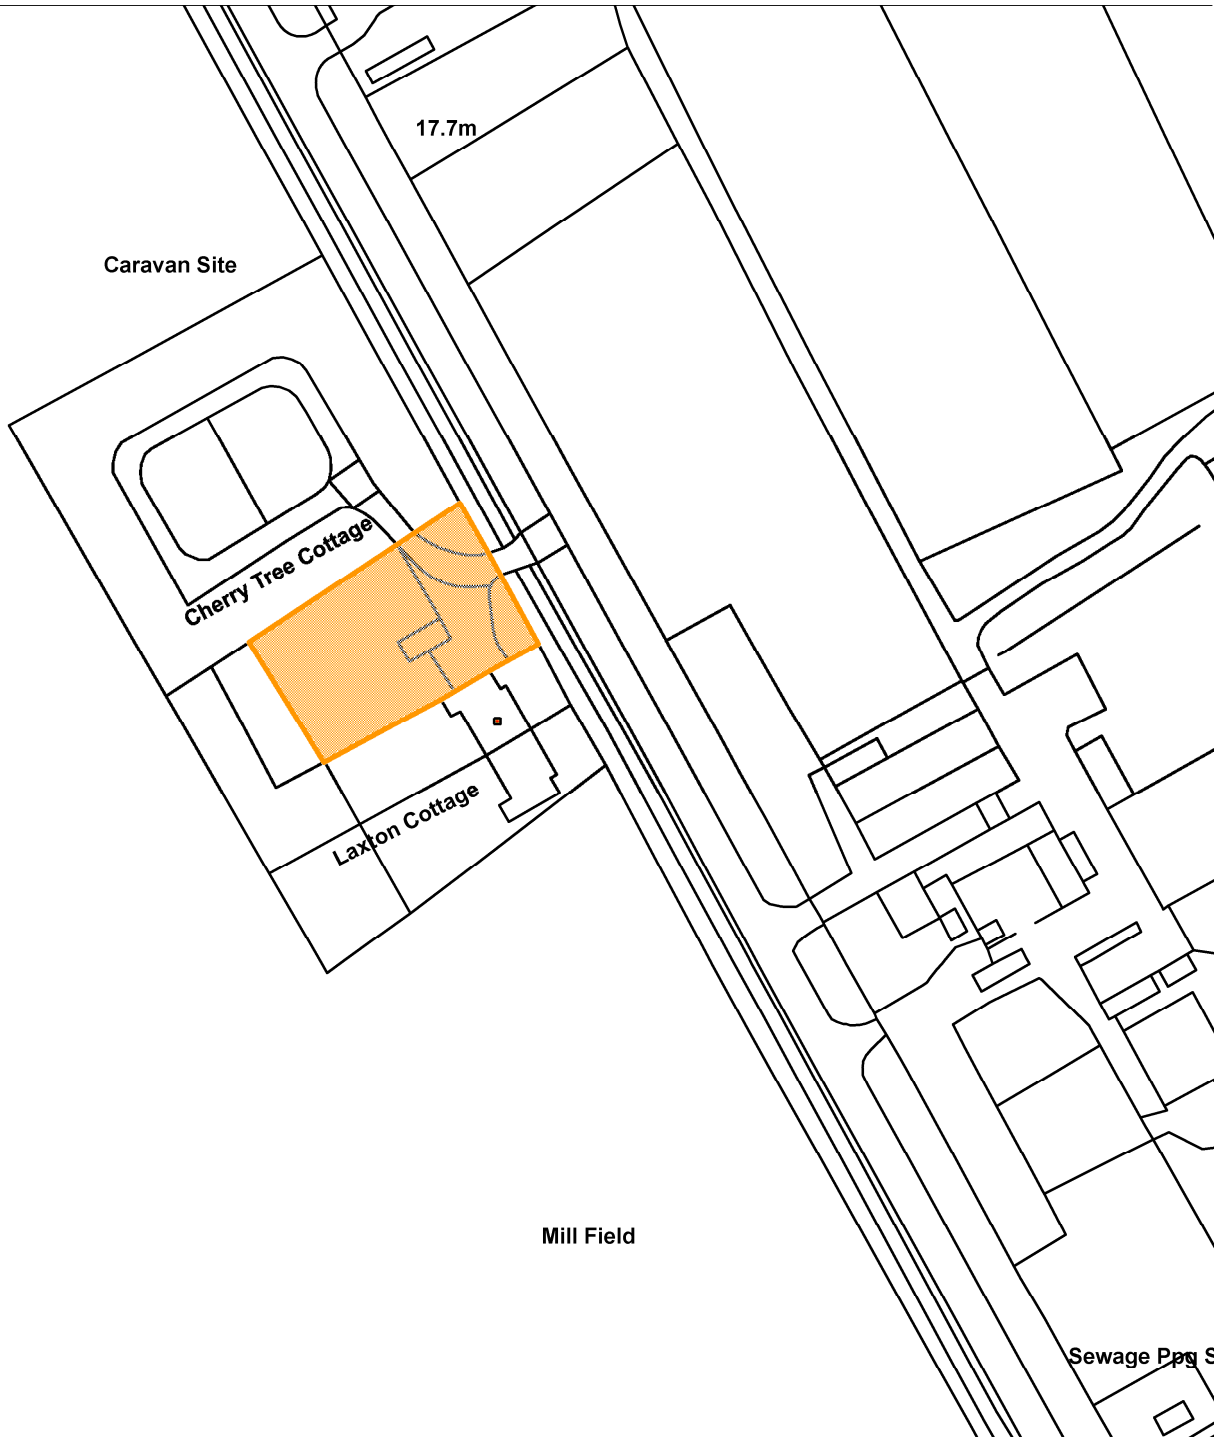 17.7m
Caravan Site
Cherry Tree Cottage
Laxton Cottage
Mill Field
Sewage Ppg S